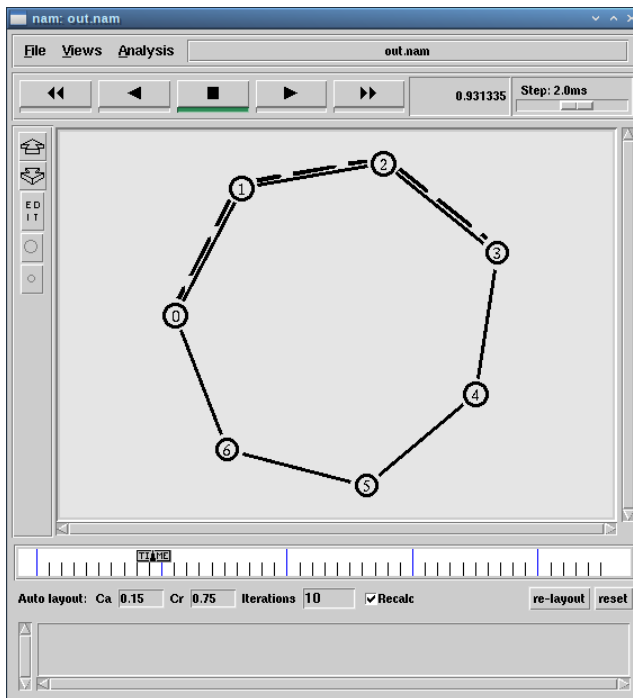 nam: out.nam
File Views Analysis out.nam
0.931335 Step: 2.0ms
ED
IT
2
1
3
0
4
6
5
TIME
Auto layout: Ca 0.15 Cr 0.75 Iterations 10 Recalc re-layout reset